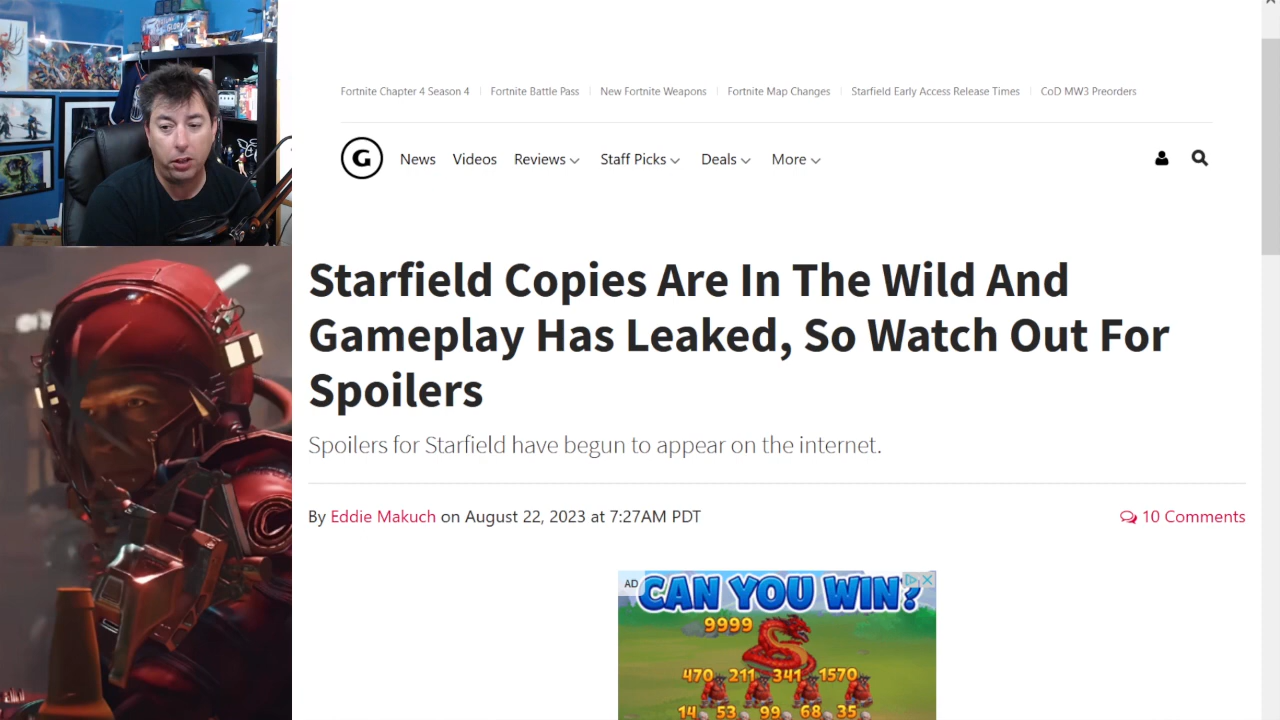 Fortnite Chapter 4 Season 4 Fortnite Battle Pass New Fortnite Weapons Fortnite Map Changes Starfield Early Access Release Times CoD MW3 Preorders
G News Videos Reviews Staff Picks Deals More
Starfield Copies Are In The Wild And
Gameplay Has Leaked, So Watch Out For
Spoilers
Spoilers for Starfield have begun to appear on the internet.
By Eddie Makuch on August 22, 2023 at 7:27AM PDT 10 Comments
AD CAN YOU WIN?
9999
470 211 341 1570
14 53 99 68 35